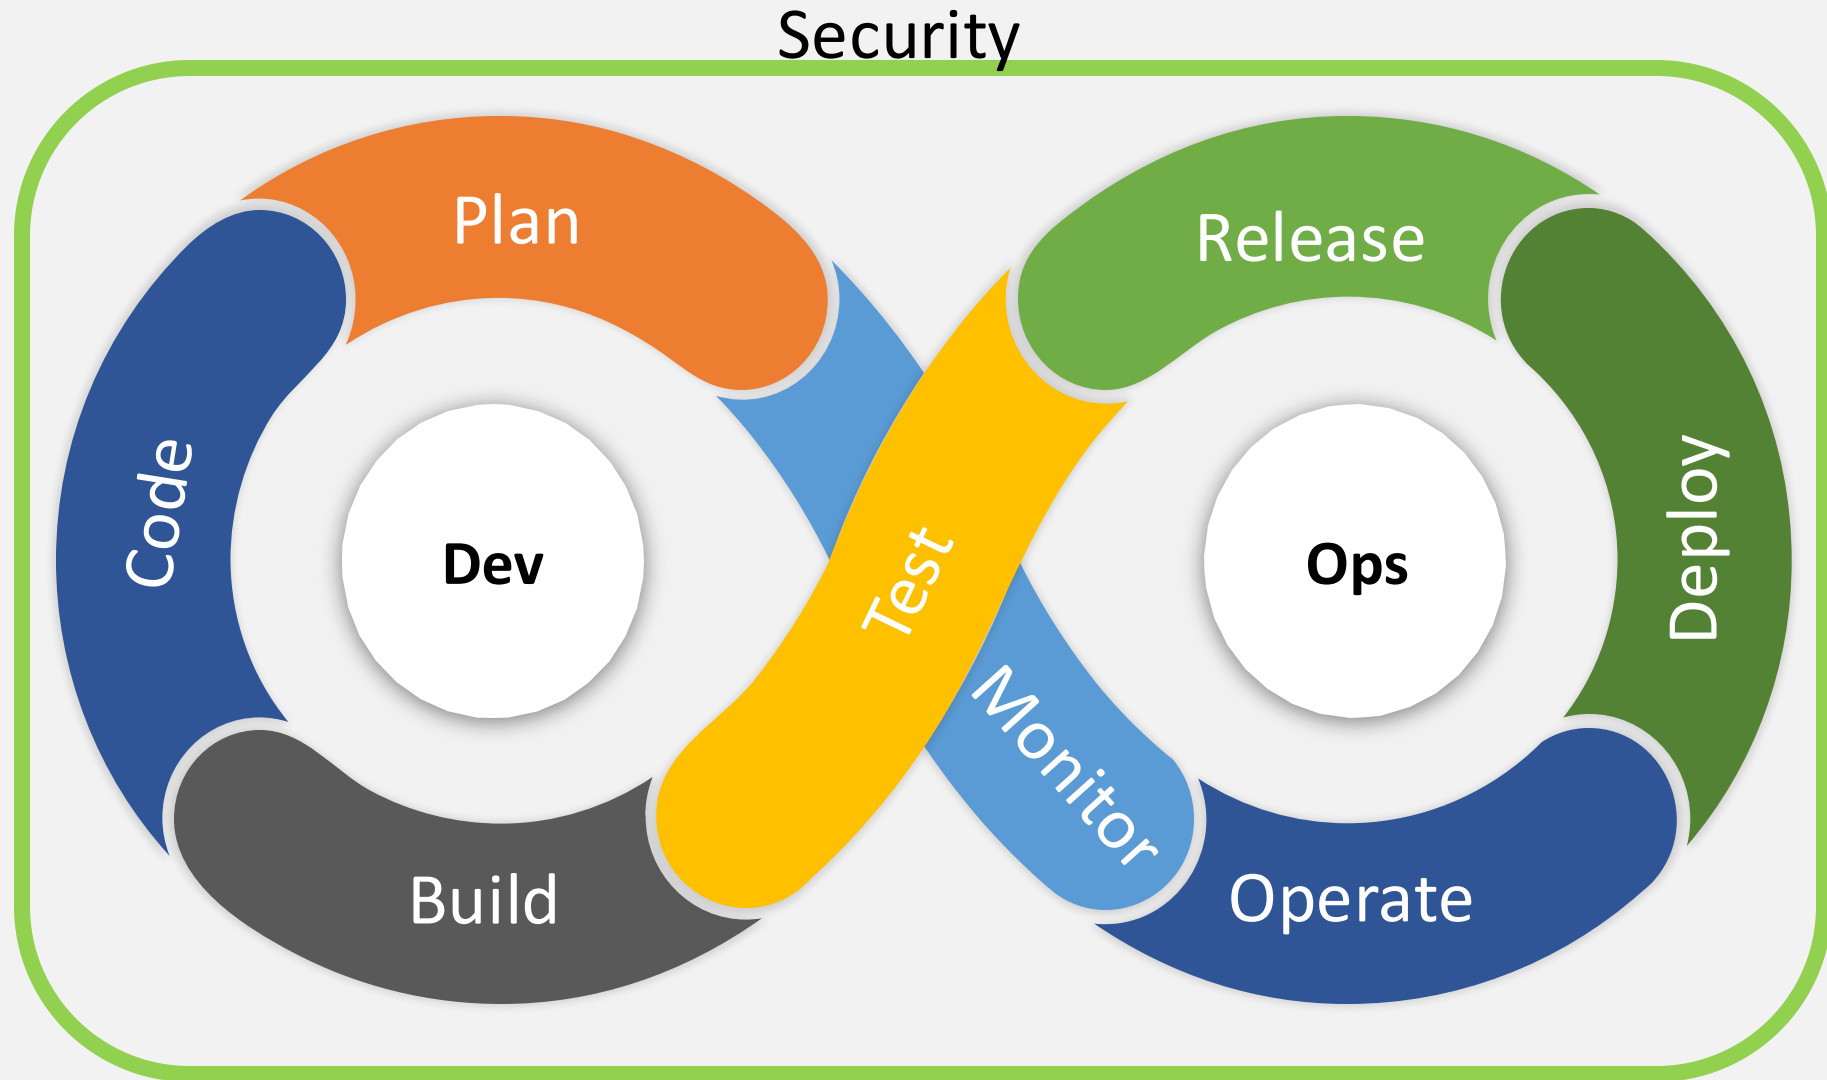 Security
Plan
Release
Code
Dev
Test
Ops
Deploy
Monitor
Build
Operate